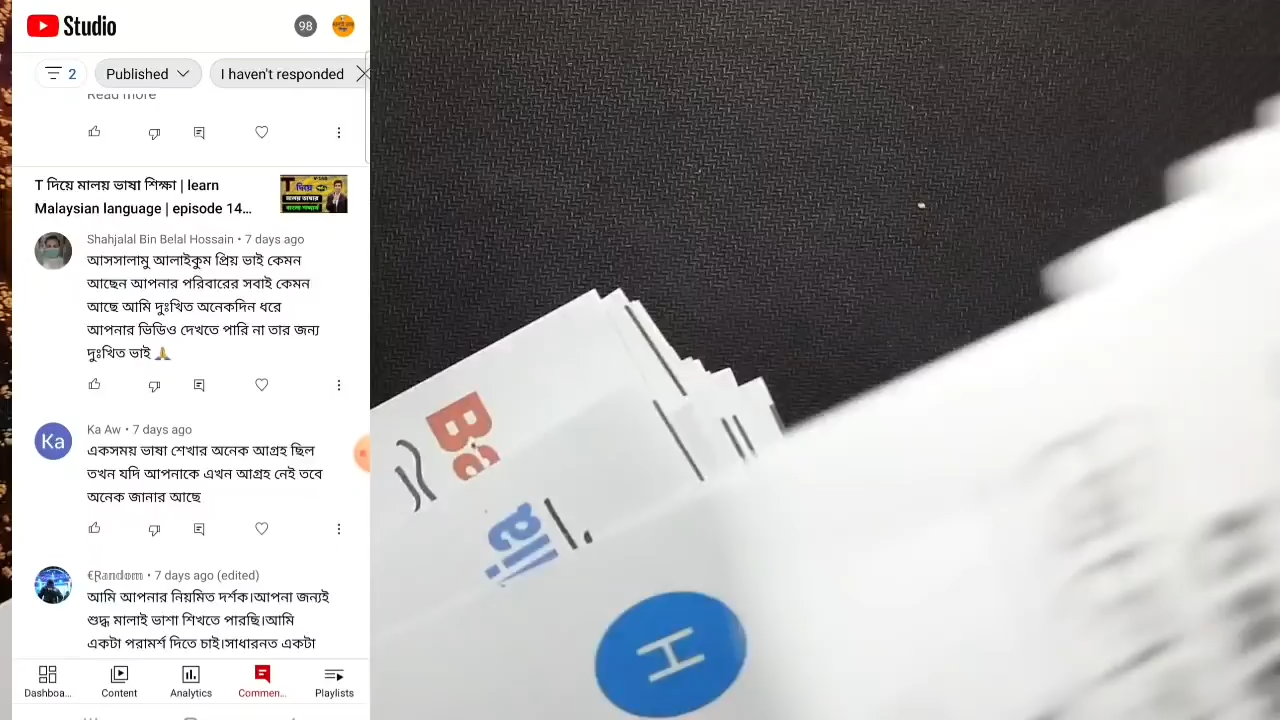 Studio
98
2
Published
I haven't responded
Read more
T দিয়ে মালয় ভাষা শিক্ষা | learn
Malaysian language | episode 14...
Shahjalal Bin Belal Hossain • 7 days ago
আসসালামু আলাইকুম প্রিয় ভাই কেমন
আছেন আপনার পরিবারের সবাই কেমন
আছে আমি দুঃখিত অনেকদিন ধরে
আপনার ভিডিও দেখতে পারি না তার জন্য
দুঃখিত ভাই 🙏
Ka
Ka Aw • 7 days ago
একসময় ভাষা শেখার অনেক আগ্রহ ছিল
তখন যদি আপনাকে এখন আগ্রহ নেই তবে
অনেক জানার আছে
€Ʀandom • 7 days ago (edited)
আমি আপনার নিয়মিত দর্শক।আপনা জন্যই
শুদ্ধ মালাই ভাশা শিখতে পারছি।আমি
একটা পরামর্শ দিতে চাই।সাধারনত একটা
Dashboa...
Content
Analytics
Commen...
Playlists
H